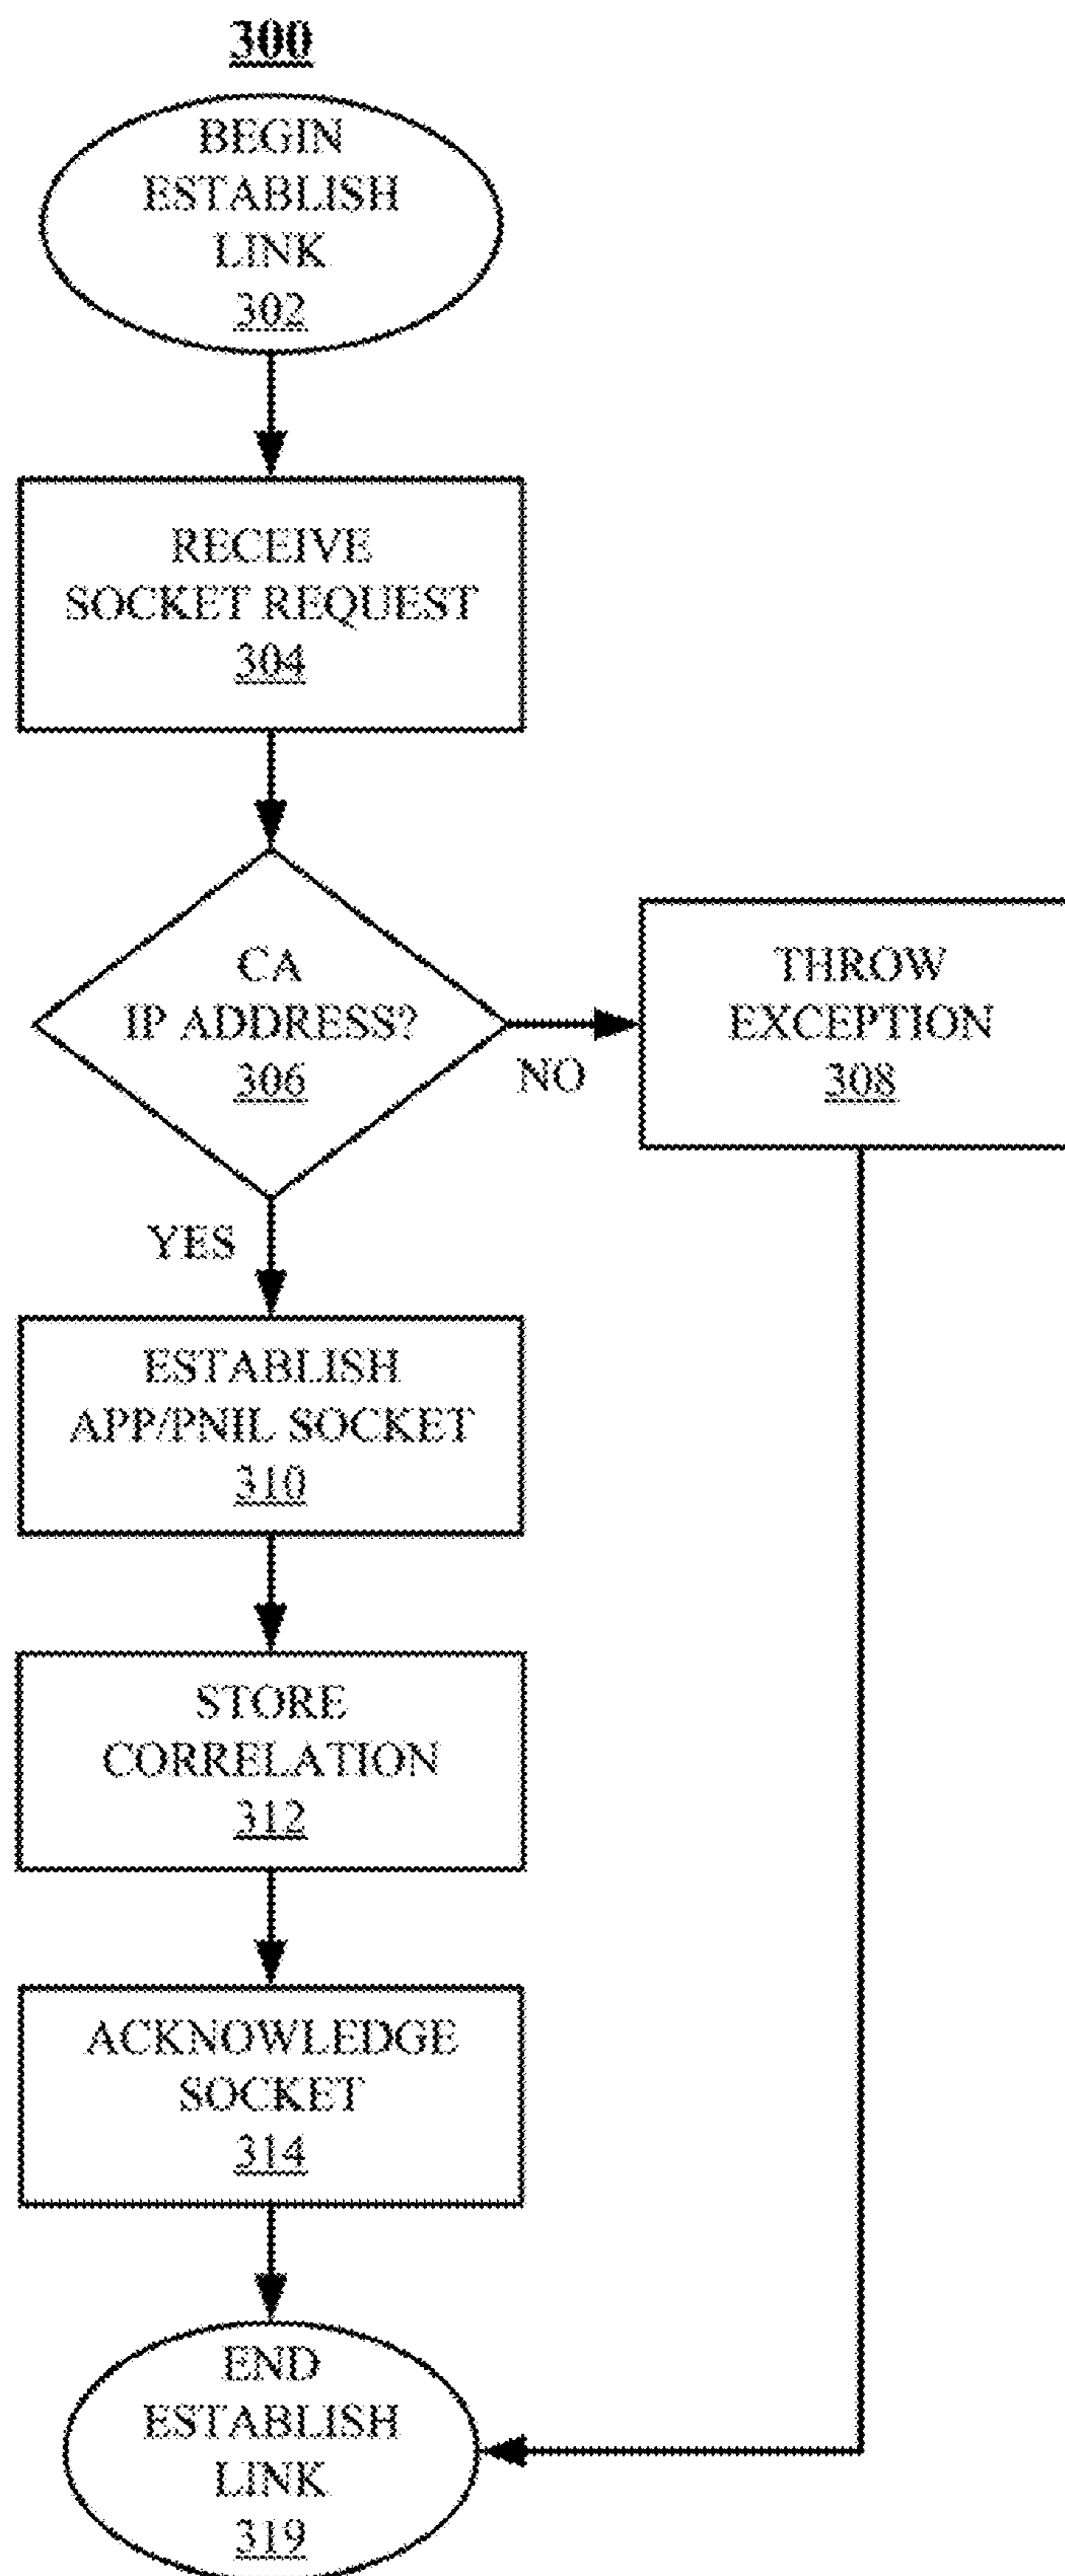 300
BEGIN
ESTABLISH
LINK
302
RECEIVE
SOCKET REQUEST
304
CA
IP ADDRESS?
306
NO
THROW
EXCEPTION
308
YES
ESTABLISH
APP/PNIL SOCKET
310
STORE
CORRELATION
312
ACKNOWLEDGE
SOCKET
314
END
ESTABLISH
LINK
319